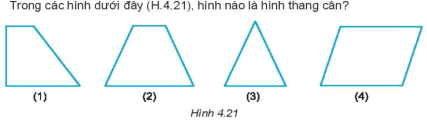 Trong các hình dưới đây (H.4.21), hình nào là hình thang cân?
(1) (2) (3) (4)
Hình 4.21